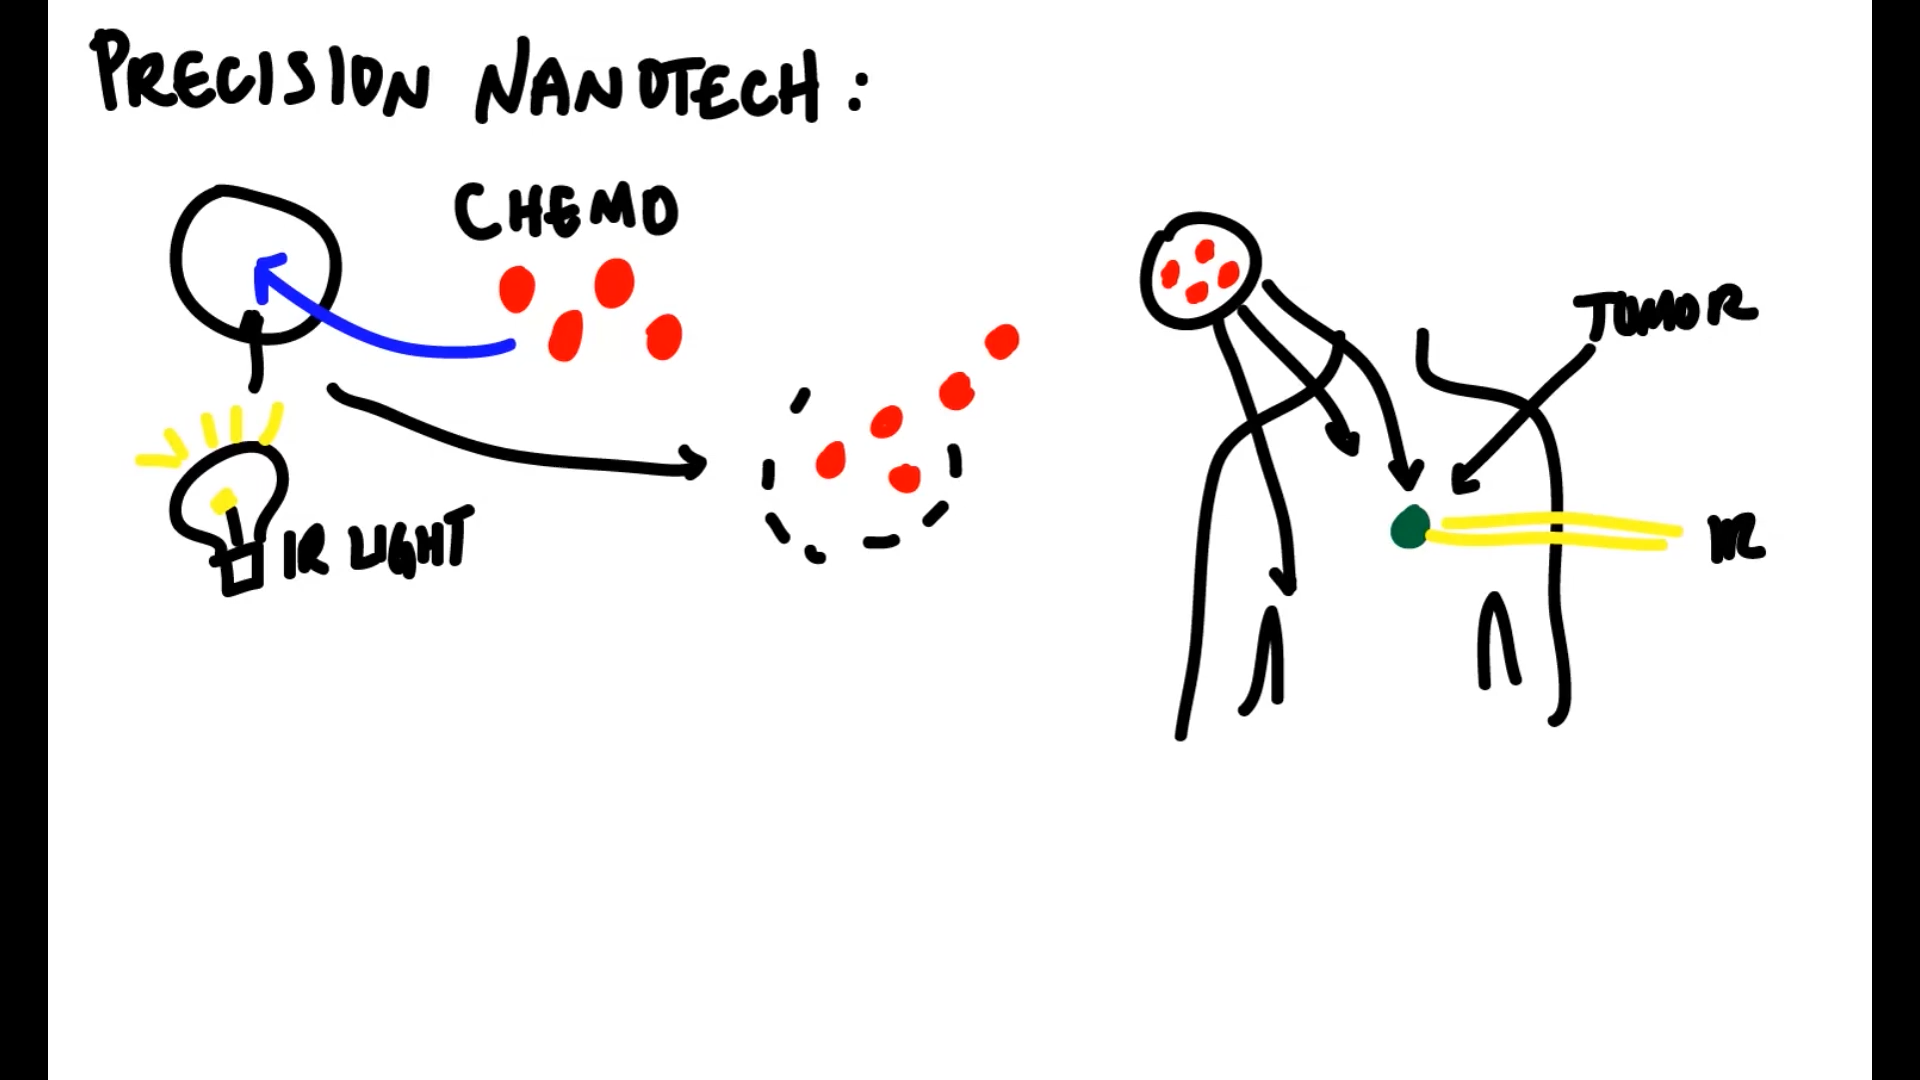 PRECISION NANOTECH:
CHEMO
TUMOR
IR LIGHT
IR